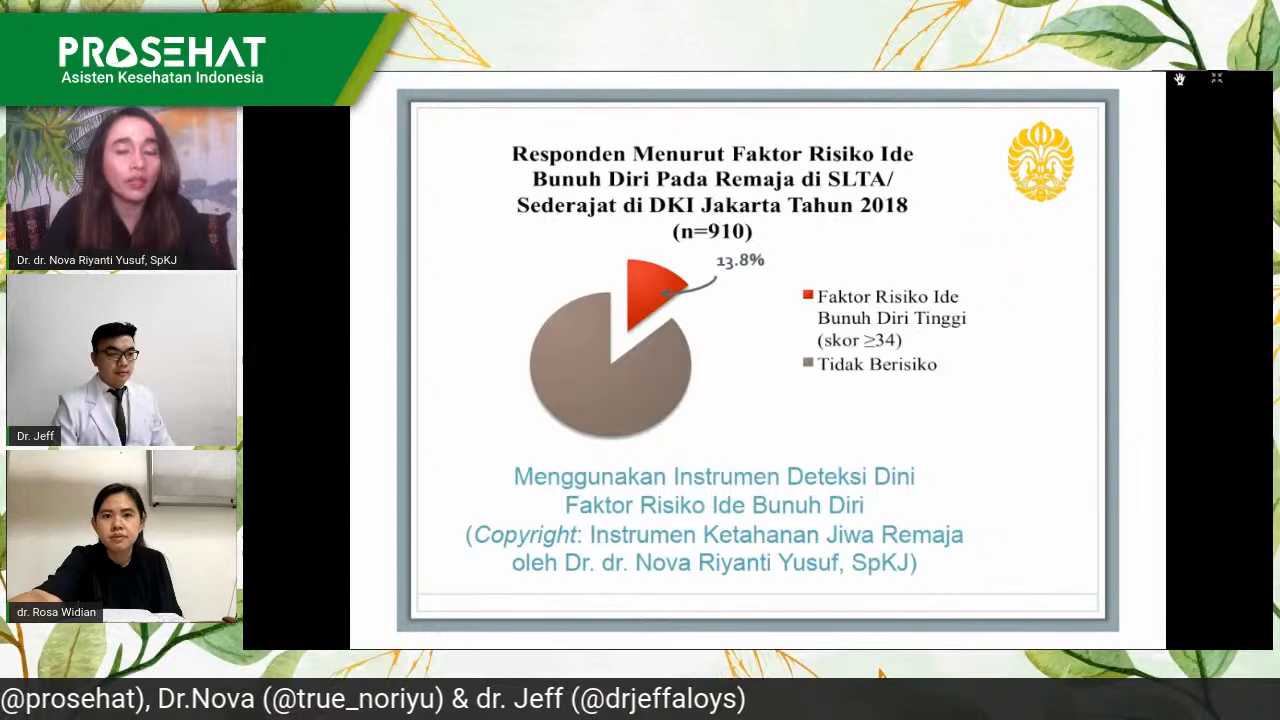 PROSEHAT
Asisten Kesehatan Indonesia
Dr. dr. Nova Riyanti Yusuf, SpKJ
Dr. Jeff
dr. Rosa Widian
Responden Menurut Faktor Risiko Ide
Bunuh Diri Pada Remaja di SLTA/
Sederajat di DKI Jakarta Tahun 2018
(n=910)
13.8%
Faktor Risiko Ide
Bunuh Diri Tinggi
(skor ≥34)
Tidak Berisiko
Menggunakan Instrumen Deteksi Dini
Faktor Risiko Ide Bunuh Diri
(Copyright: Instrumen Ketahanan Jiwa Remaja
oleh Dr. dr. Nova Riyanti Yusuf, SpKJ)
@prosehat), Dr.Nova (@true_noriyu) & dr. Jeff (@drjeffaloys)